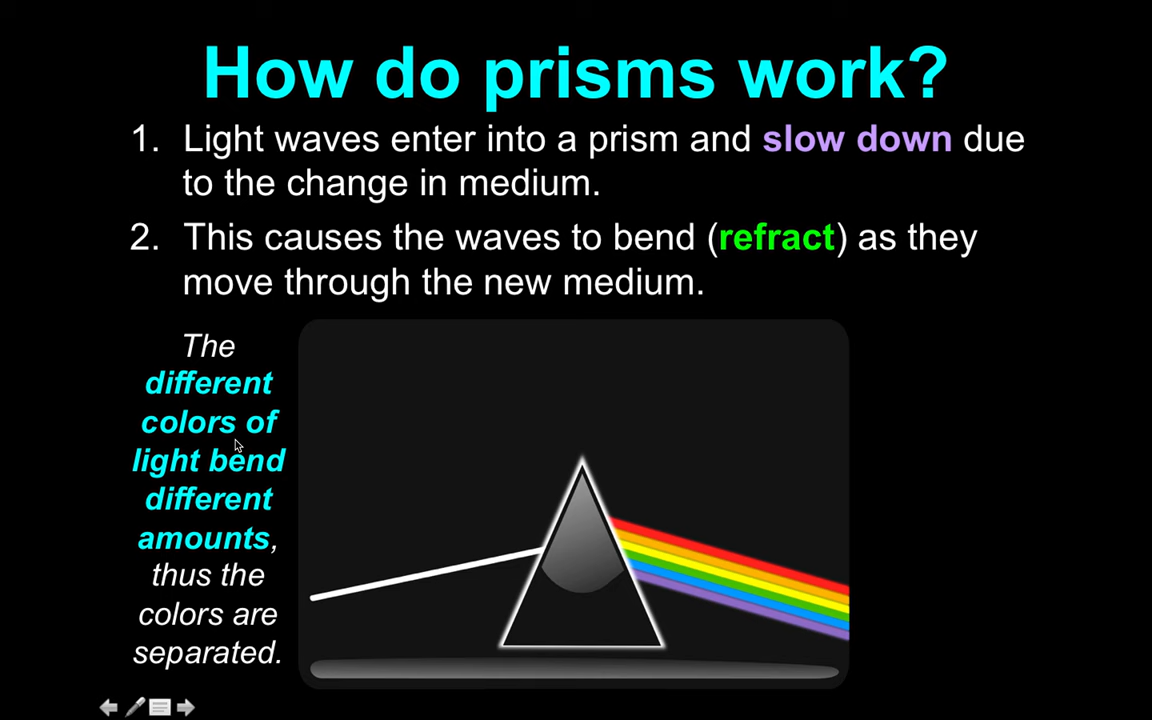 How do prisms work?
1. Light waves enter into a prism and slow down due
to the change in medium.
2. This causes the waves to bend (refract) as they
move through the new medium.
The
different
colors of
light bend
different
amounts,
thus the
colors are
separated.